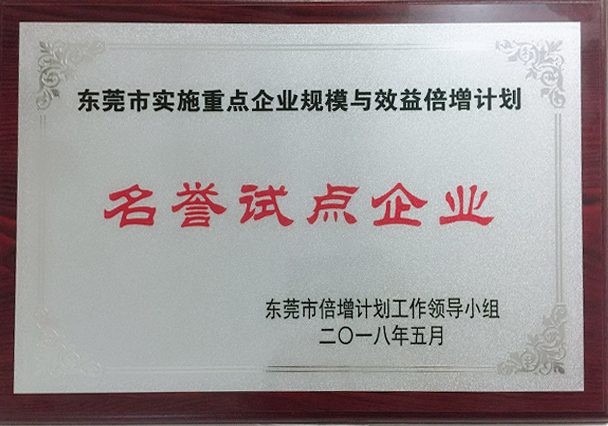 东莞市实施重点企业规模与效益倍增计划
名誉试点企业
东莞市倍增计划工作领导小组
二〇一八年五月